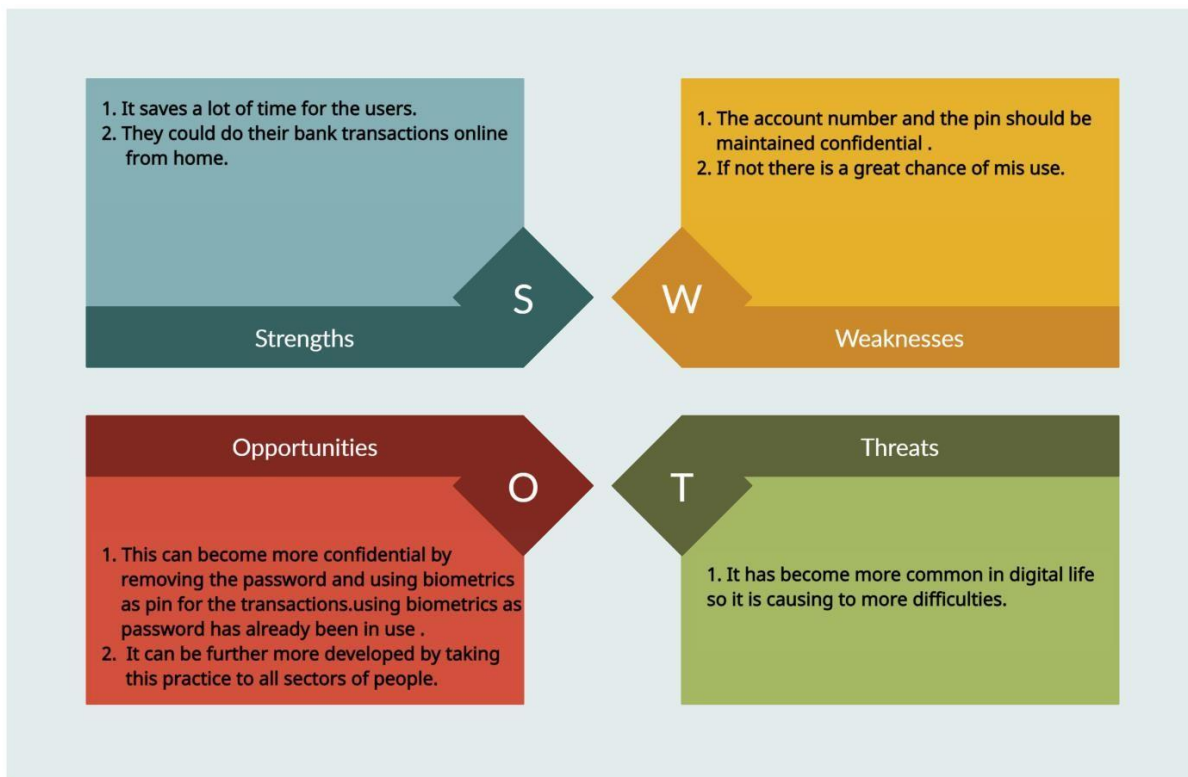 1. It saves a lot of time for the users.
2. They could do their bank transactions online
from home.
S
Strengths
1. The account number and the pin should be
maintained confidential .
2. If not there is a great chance of mis use.
W
Weaknesses
Opportunities
O
1. This can become more confidential by
removing the password and using biometrics
as pin for the transactions.using biometrics as
password has already been in use .
2. It can be further more developed by taking
this practice to all sectors of people.
Threats
T
1. It has become more common in digital life
so it is causing to more difficulties.